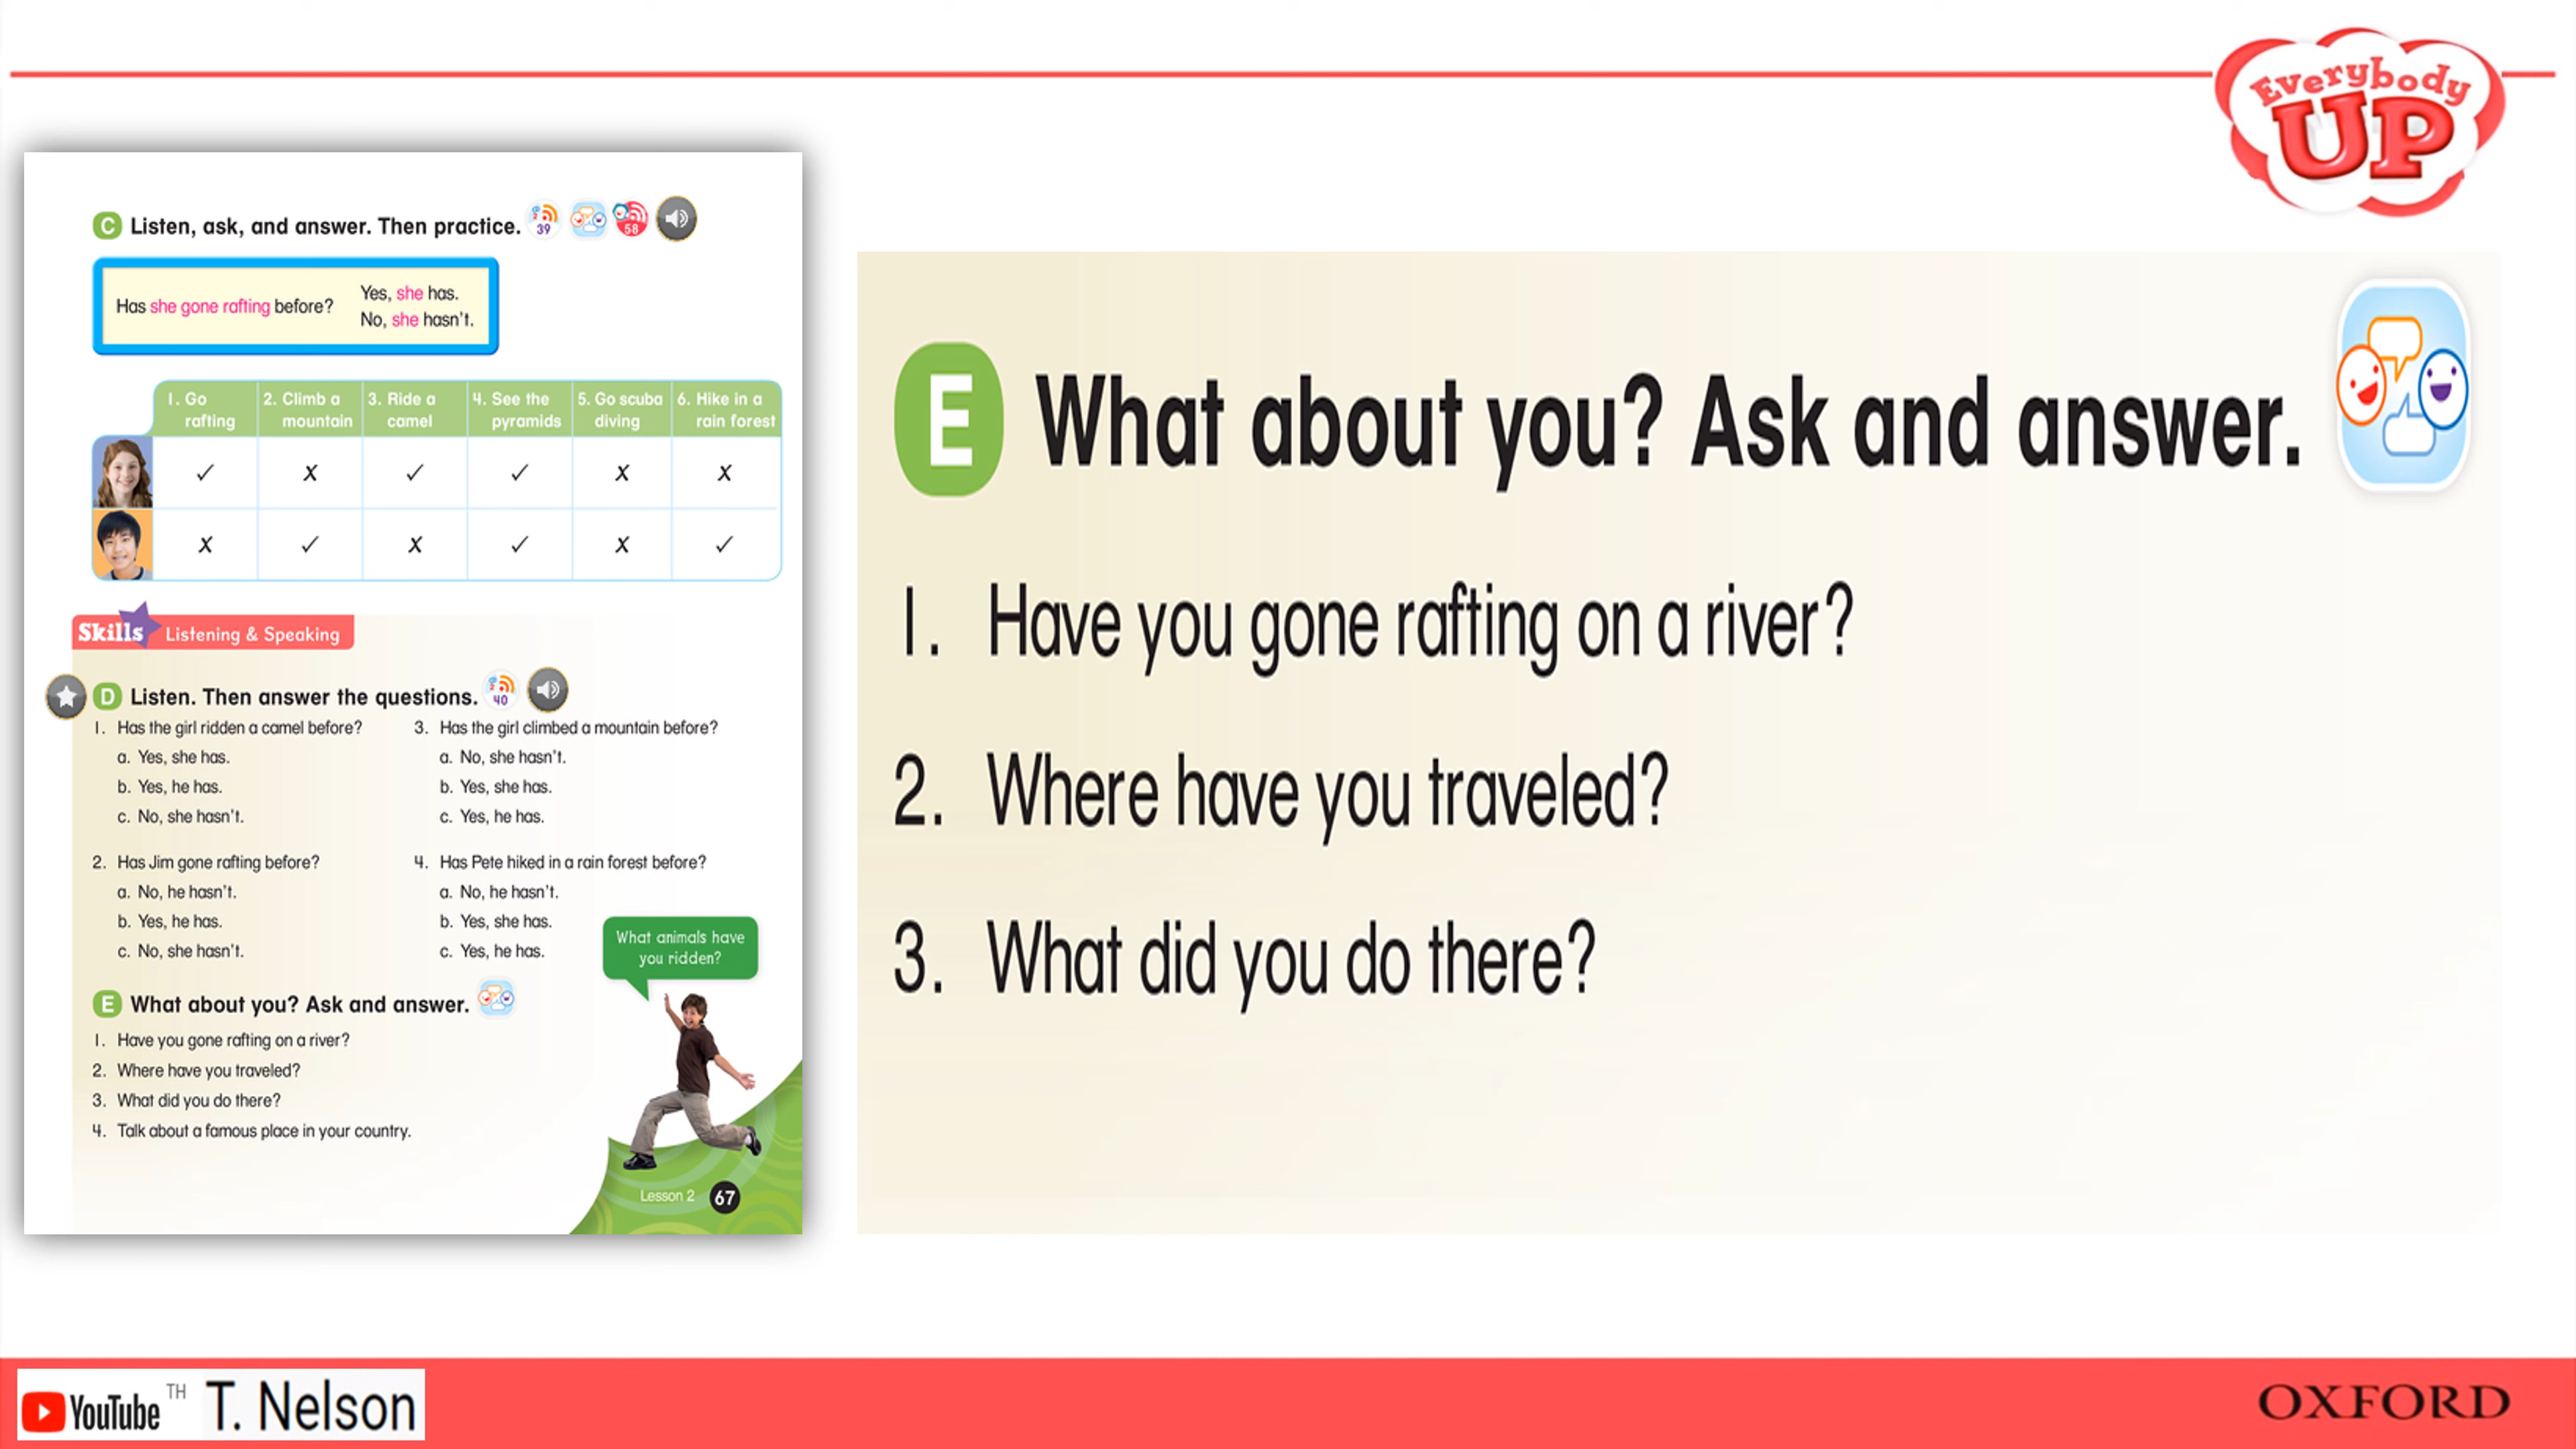 Everybody
UP
C Listen, ask, and answer. Then practice. 39 58
Has she gone rafting before?
Yes, she has.
No, she hasn't.
1. Go rafting
2. Climb a mountain
3. Ride a camel
4. See the pyramids
5. Go scuba diving
6. Hike in a rain forest
✓ X ✓ ✓ X X
X ✓ X ✓ X ✓
Skills Listening & Speaking
D Listen. Then answer the questions. 40
1. Has the girl ridden a camel before?
a. Yes, she has.
b. Yes, he has.
c. No, she hasn't.
2. Has Jim gone rafting before?
a. No, he hasn't.
b. Yes, he has.
c. No, she hasn't.
3. Has the girl climbed a mountain before?
a. No, she hasn't.
b. Yes, she has.
c. Yes, he has.
4. Has Pete hiked in a rain forest before?
a. No, he hasn't.
b. Yes, she has.
c. Yes, he has.
What animals have
you ridden?
E What about you? Ask and answer.
1. Have you gone rafting on a river?
2. Where have you traveled?
3. What did you do there?
4. Talk about a famous place in your country.
Lesson 2 67
E What about you? Ask and answer.
1. Have you gone rafting on a river?
2. Where have you traveled?
3. What did you do there?
YouTube TH T. Nelson
OXFORD